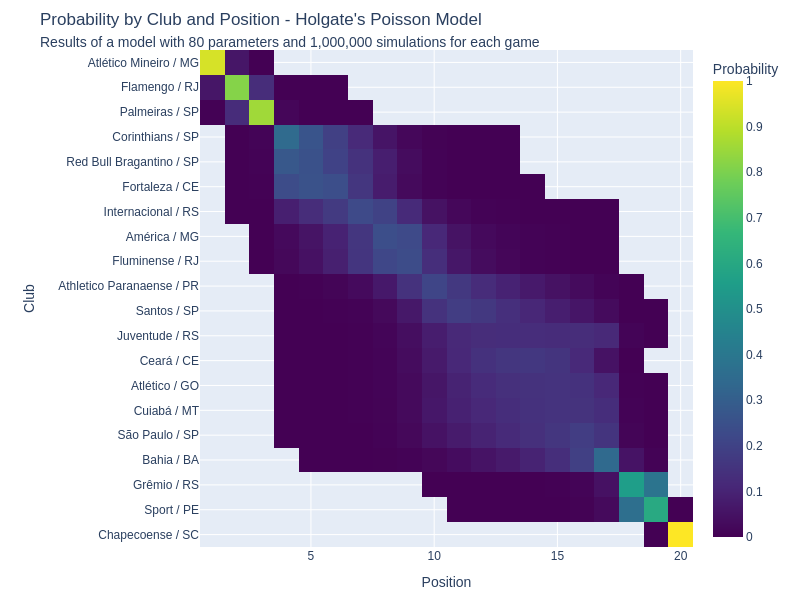 Probability by Club and Position - Holgate's Poisson Model
Results of a model with 80 parameters and 1,000,000 simulations for each game
Probability
Club
Atlético Mineiro / MG
Flamengo / RJ
Palmeiras / SP
Corinthians / SP
Red Bull Bragantino / SP
Fortaleza / CE
Internacional / RS
América / MG
Fluminense / RJ
Athletico Paranaense / PR
Santos / SP
Juventude / RS
Ceará / CE
Atlético / GO
Cuiabá / MT
São Paulo / SP
Bahia / BA
Grêmio / RS
Sport / PE
Chapecoense / SC
1
0.9
0.8
0.7
0.6
0.5
0.4
0.3
0.2
0.1
0
5 10 15 20
Position